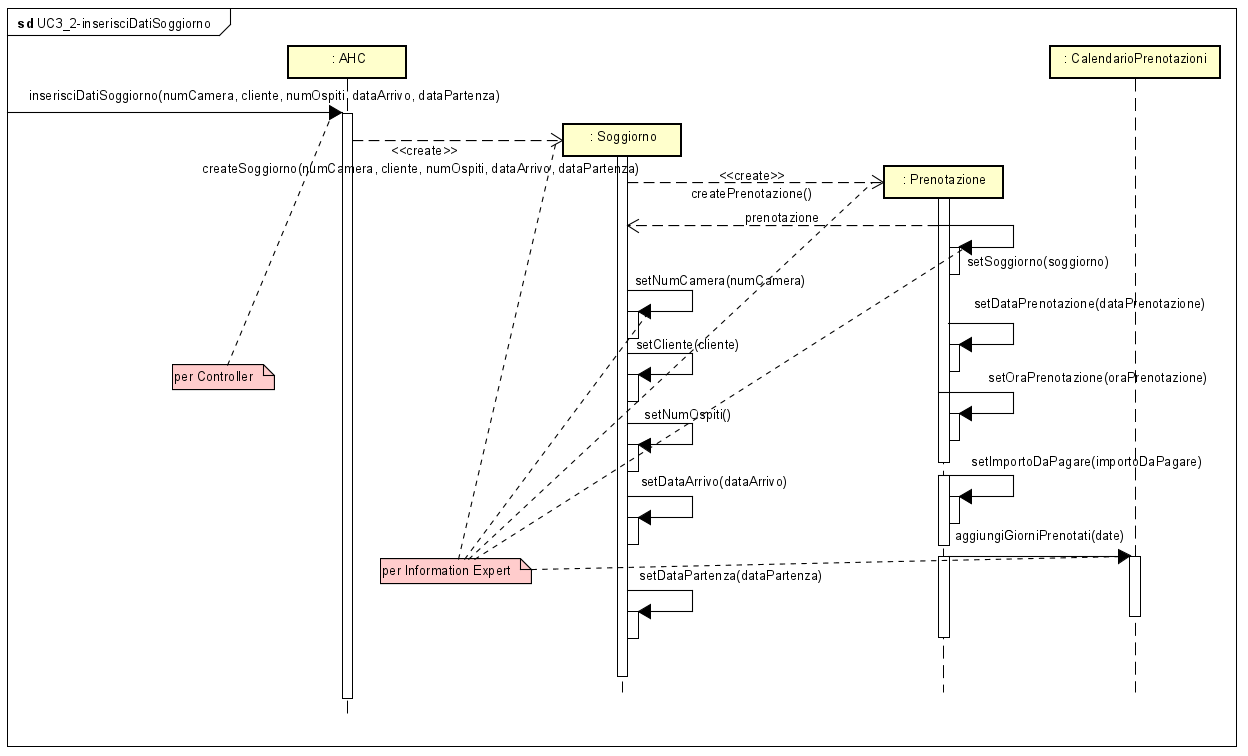 sd UC3_2-inserisciDatiSoggiorno
: AHC
: CalendarioPrenotazioni
inserisciDatiSoggiorno(numCamera, cliente, numOspiti, dataArrivo, dataPartenza)
: Soggiorno
<<create>>
createSoggiorno(numCamera, cliente, numOspiti, dataArrivo, dataPartenza)
<<create>>
: Prenotazione
createPrenotazione()
prenotazione
setSoggiorno(soggiorno)
setNumCamera(numCamera)
setDataPrenotazione(dataPrenotazione)
setCliente(cliente)
per Controller
setOraPrenotazione(oraPrenotazione)
setNumOspiti()
setImportoDaPagare(importoDaPagare)
setDataArrivo(dataArrivo)
aggiungiGiorniPrenotati(date)
per Information Expert
setDataPartenza(dataPartenza)